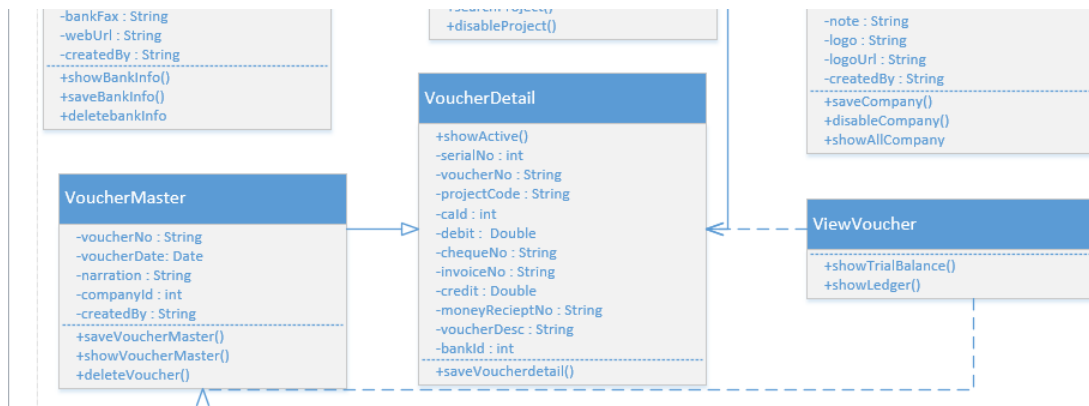 -bankFax : String
-webUrl : String
-createdBy : String
+showBankInfo()
+saveBankInfo()
+deletebankInfo
+searchProject()
+disableProject()
-note : String
-logo : String
-logoUrl : String
-createdBy : String
+saveCompany()
+disableCompany()
+showAllCompany
VoucherDetail
+showActive()
-serialNo : int
-voucherNo : String
-projectCode : String
-caId : int
-debit : Double
-chequeNo : String
-invoiceNo : String
-credit : Double
-moneyRecieptNo : String
-voucherDesc : String
-bankId : int
+saveVoucherdetail()
VoucherMaster
-voucherNo : String
-voucherDate: Date
-narration : String
-companyId : int
-createdBy : String
+saveVoucherMaster()
+showVoucherMaster()
+deleteVoucher()
ViewVoucher
+showTrialBalance()
+showLedger()